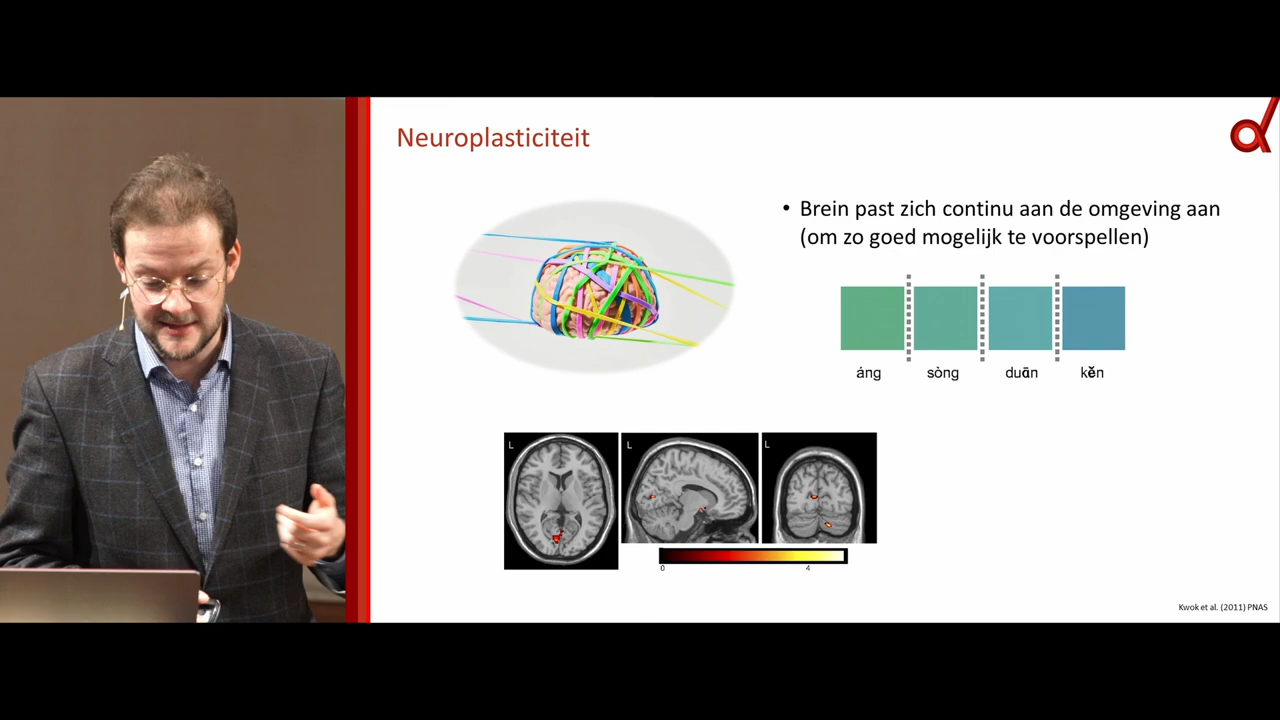 Neuroplasticiteit
• Brein past zich continu aan de omgeving aan
(om zo goed mogelijk te voorspellen)
áng sòng duān kěn
L L L
0 4
Kwok et al. (2011) PNAS